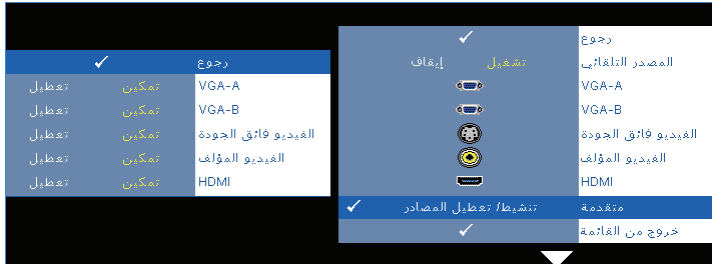 رجوع
المصدر التلقائي تشغيل إيقاف
VGA-A
VGA-B
الفيديو فائق الجودة
الفيديو المؤلف
HDMI
متقدمة تنشيط/ تعطيل المصادر
خروج من القائمة
رجوع
VGA-A تمكين تعطيل
VGA-B تمكين تعطيل
الفيديو فائق الجودة تمكين تعطيل
الفيديو المؤلف تمكين تعطيل
HDMI تمكين تعطيل